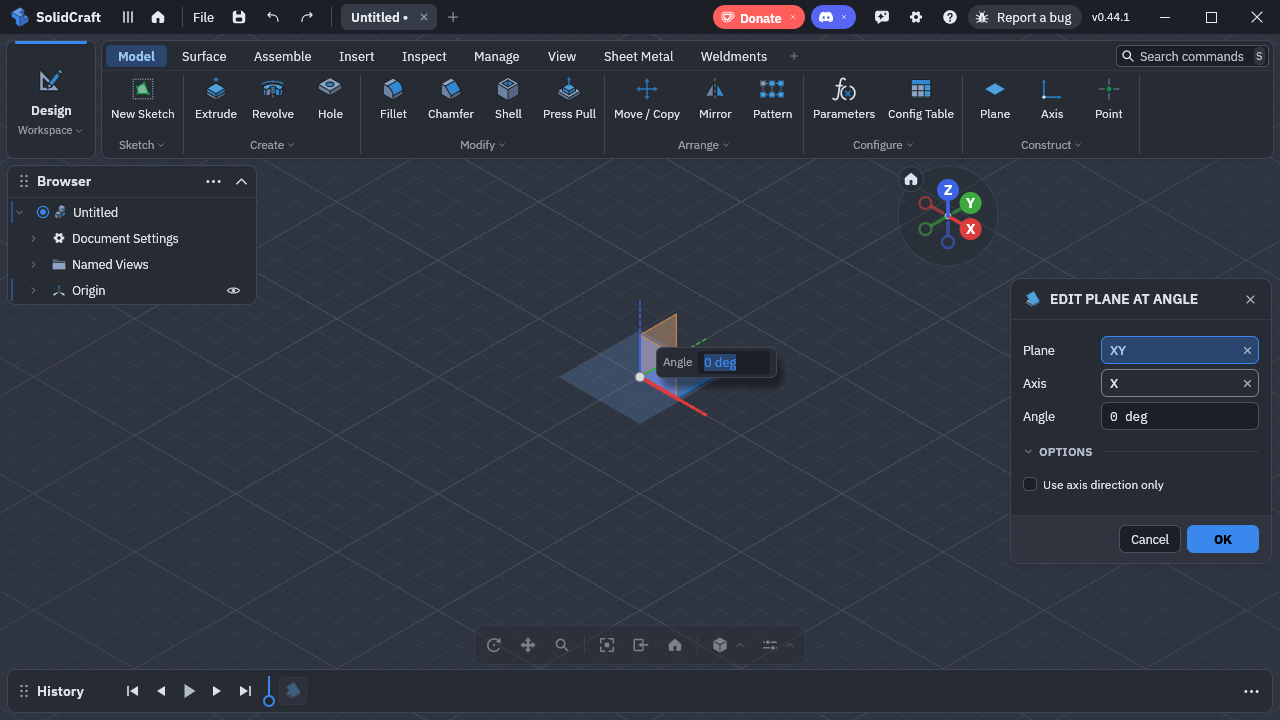 SolidCraft
File
Untitled •
Donate
Report a bug
v0.44.1
Design
Workspace
Model
Surface
Assemble
Insert
Inspect
Manage
View
Sheet Metal
Weldments
Search commands
S
New Sketch
Extrude
Revolve
Hole
Fillet
Chamfer
Shell
Press Pull
Move / Copy
Mirror
Pattern
Parameters
Config Table
Plane
Axis
Point
Sketch
Create
Modify
Arrange
Configure
Construct
Browser
Untitled
Document Settings
Named Views
Origin
Z
Y
X
Angle
0 deg
EDIT PLANE AT ANGLE
Plane
XY
Axis
X
Angle
0 deg
OPTIONS
Use axis direction only
Cancel
OK
History